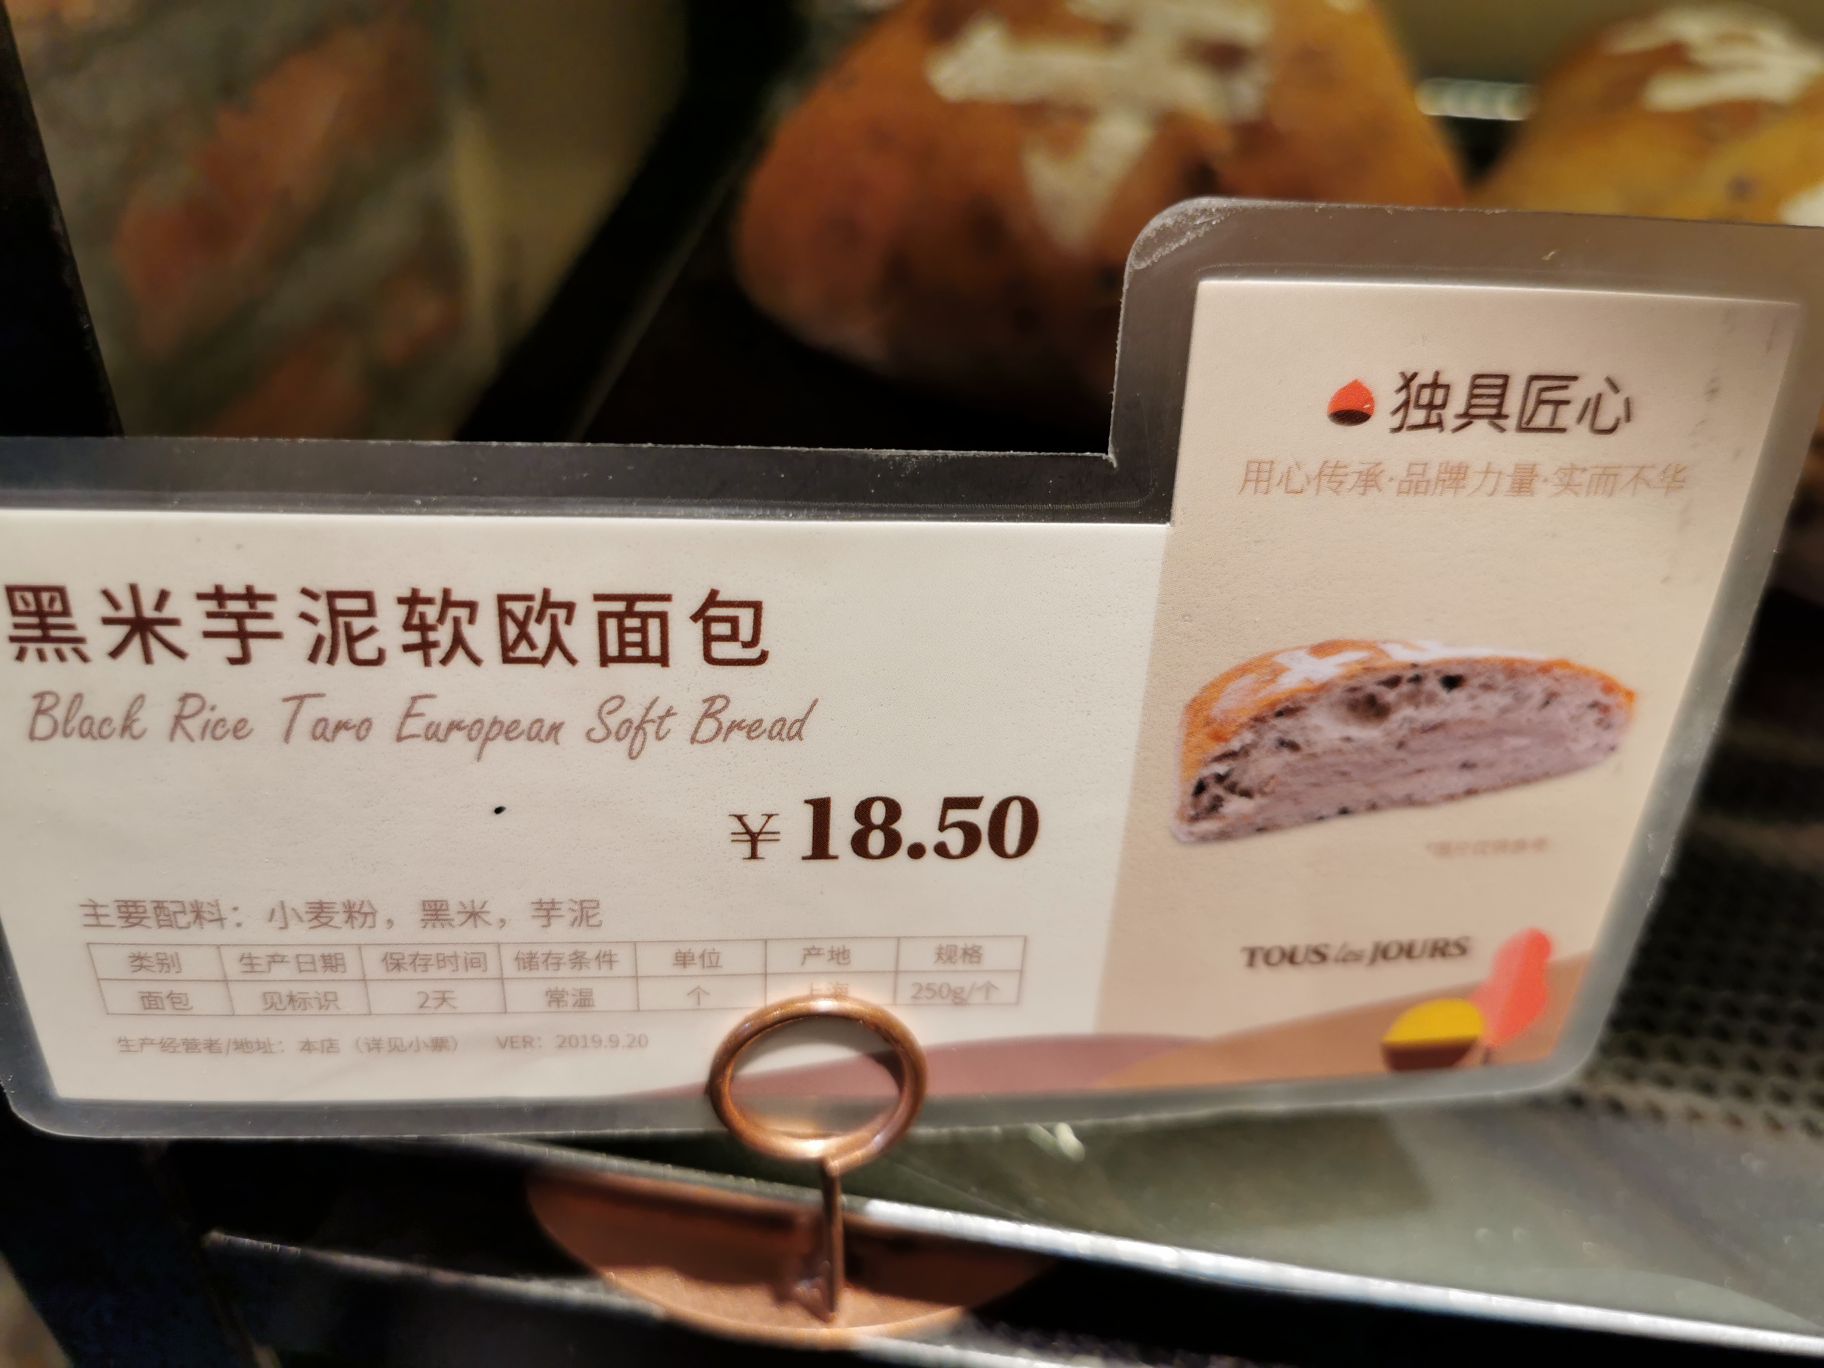 独具匠心
用心传承·品牌力量·实而不华
黑米芋泥软欧面包
Black Rice Taro European Soft Bread
¥18.50
主要配料：小麦粉，黑米，芋泥
类别 生产日期 保存时间 储存条件 单位 产地 规格
面包 见标识 2天 常温 个 上海 250g/个
生产经营者/地址：本店（详见小票） VER：2019.9.20
TOUS les JOURS